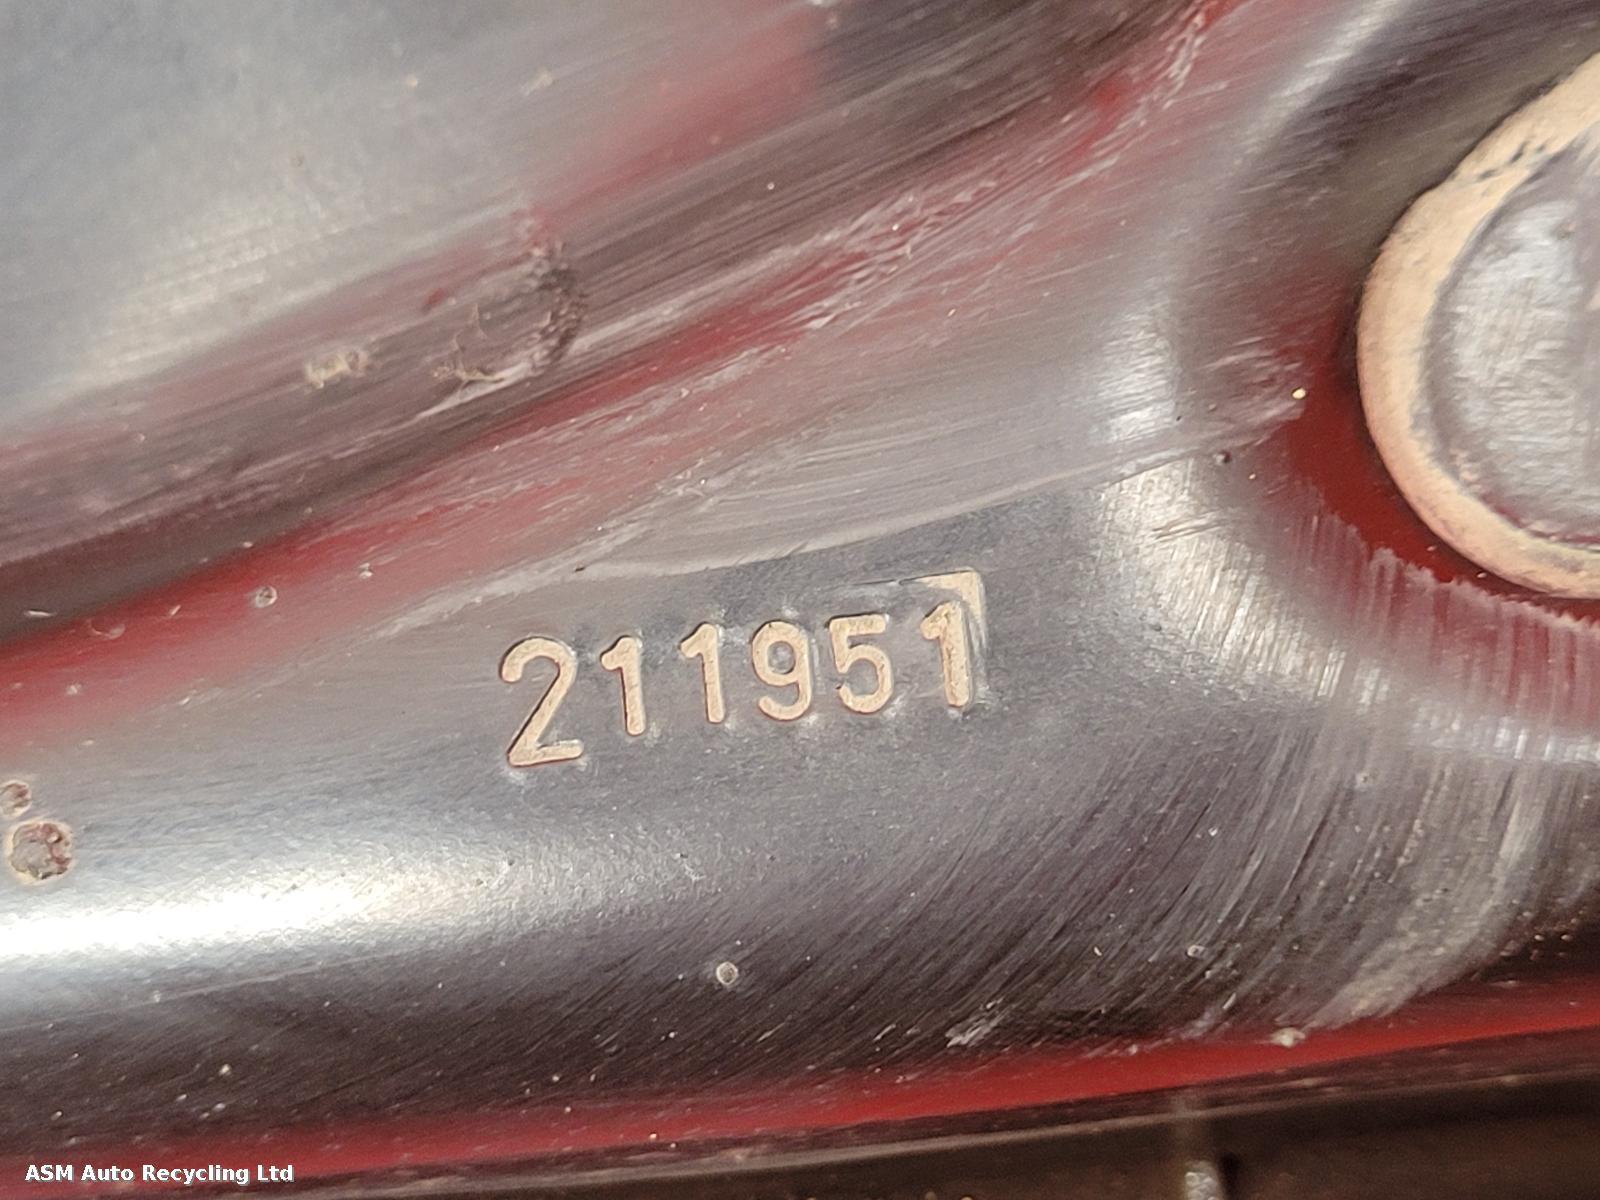 211951
ASM Auto Recycling Ltd